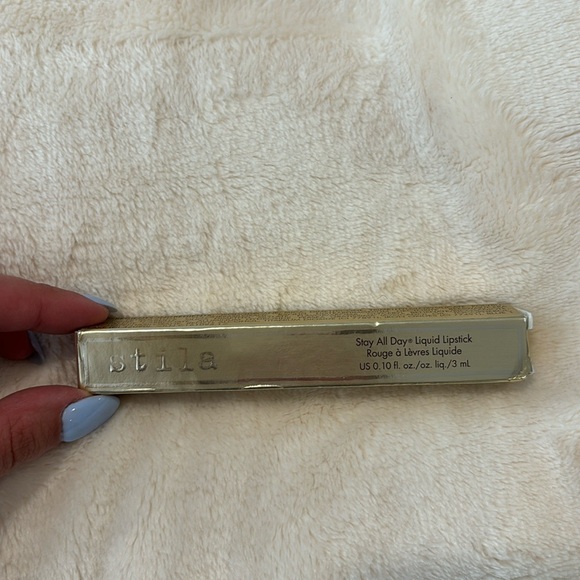 stila
Stay All Day® Liquid Lipstick
Rouge à Lèvres Liquide
US 0.10 fl. oz./oz. liq./3 mL